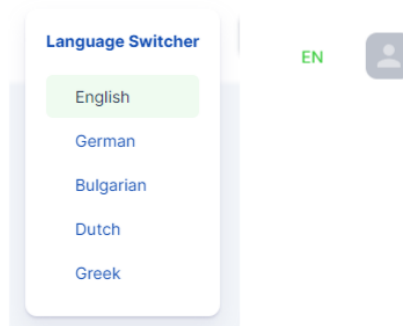 Language Switcher
EN
English
German
Bulgarian
Dutch
Greek